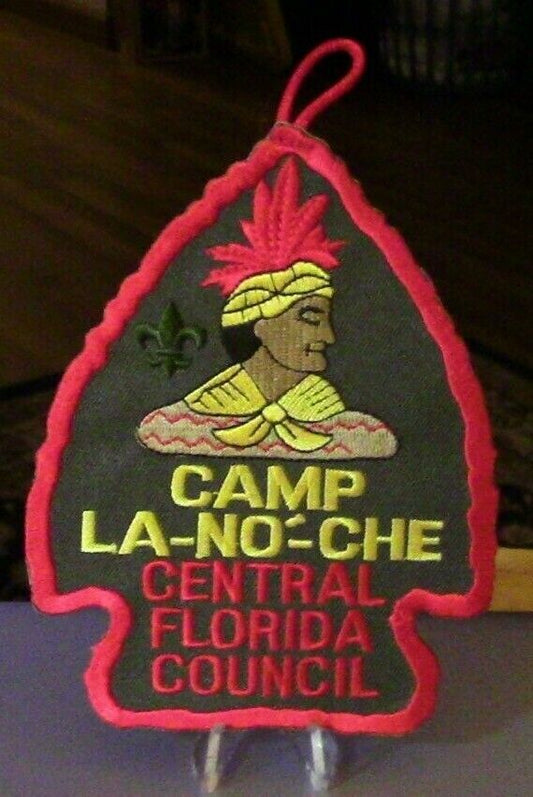 CAMP
LA-NO'-CHE
CENTRAL
FLORIDA
COUNCIL